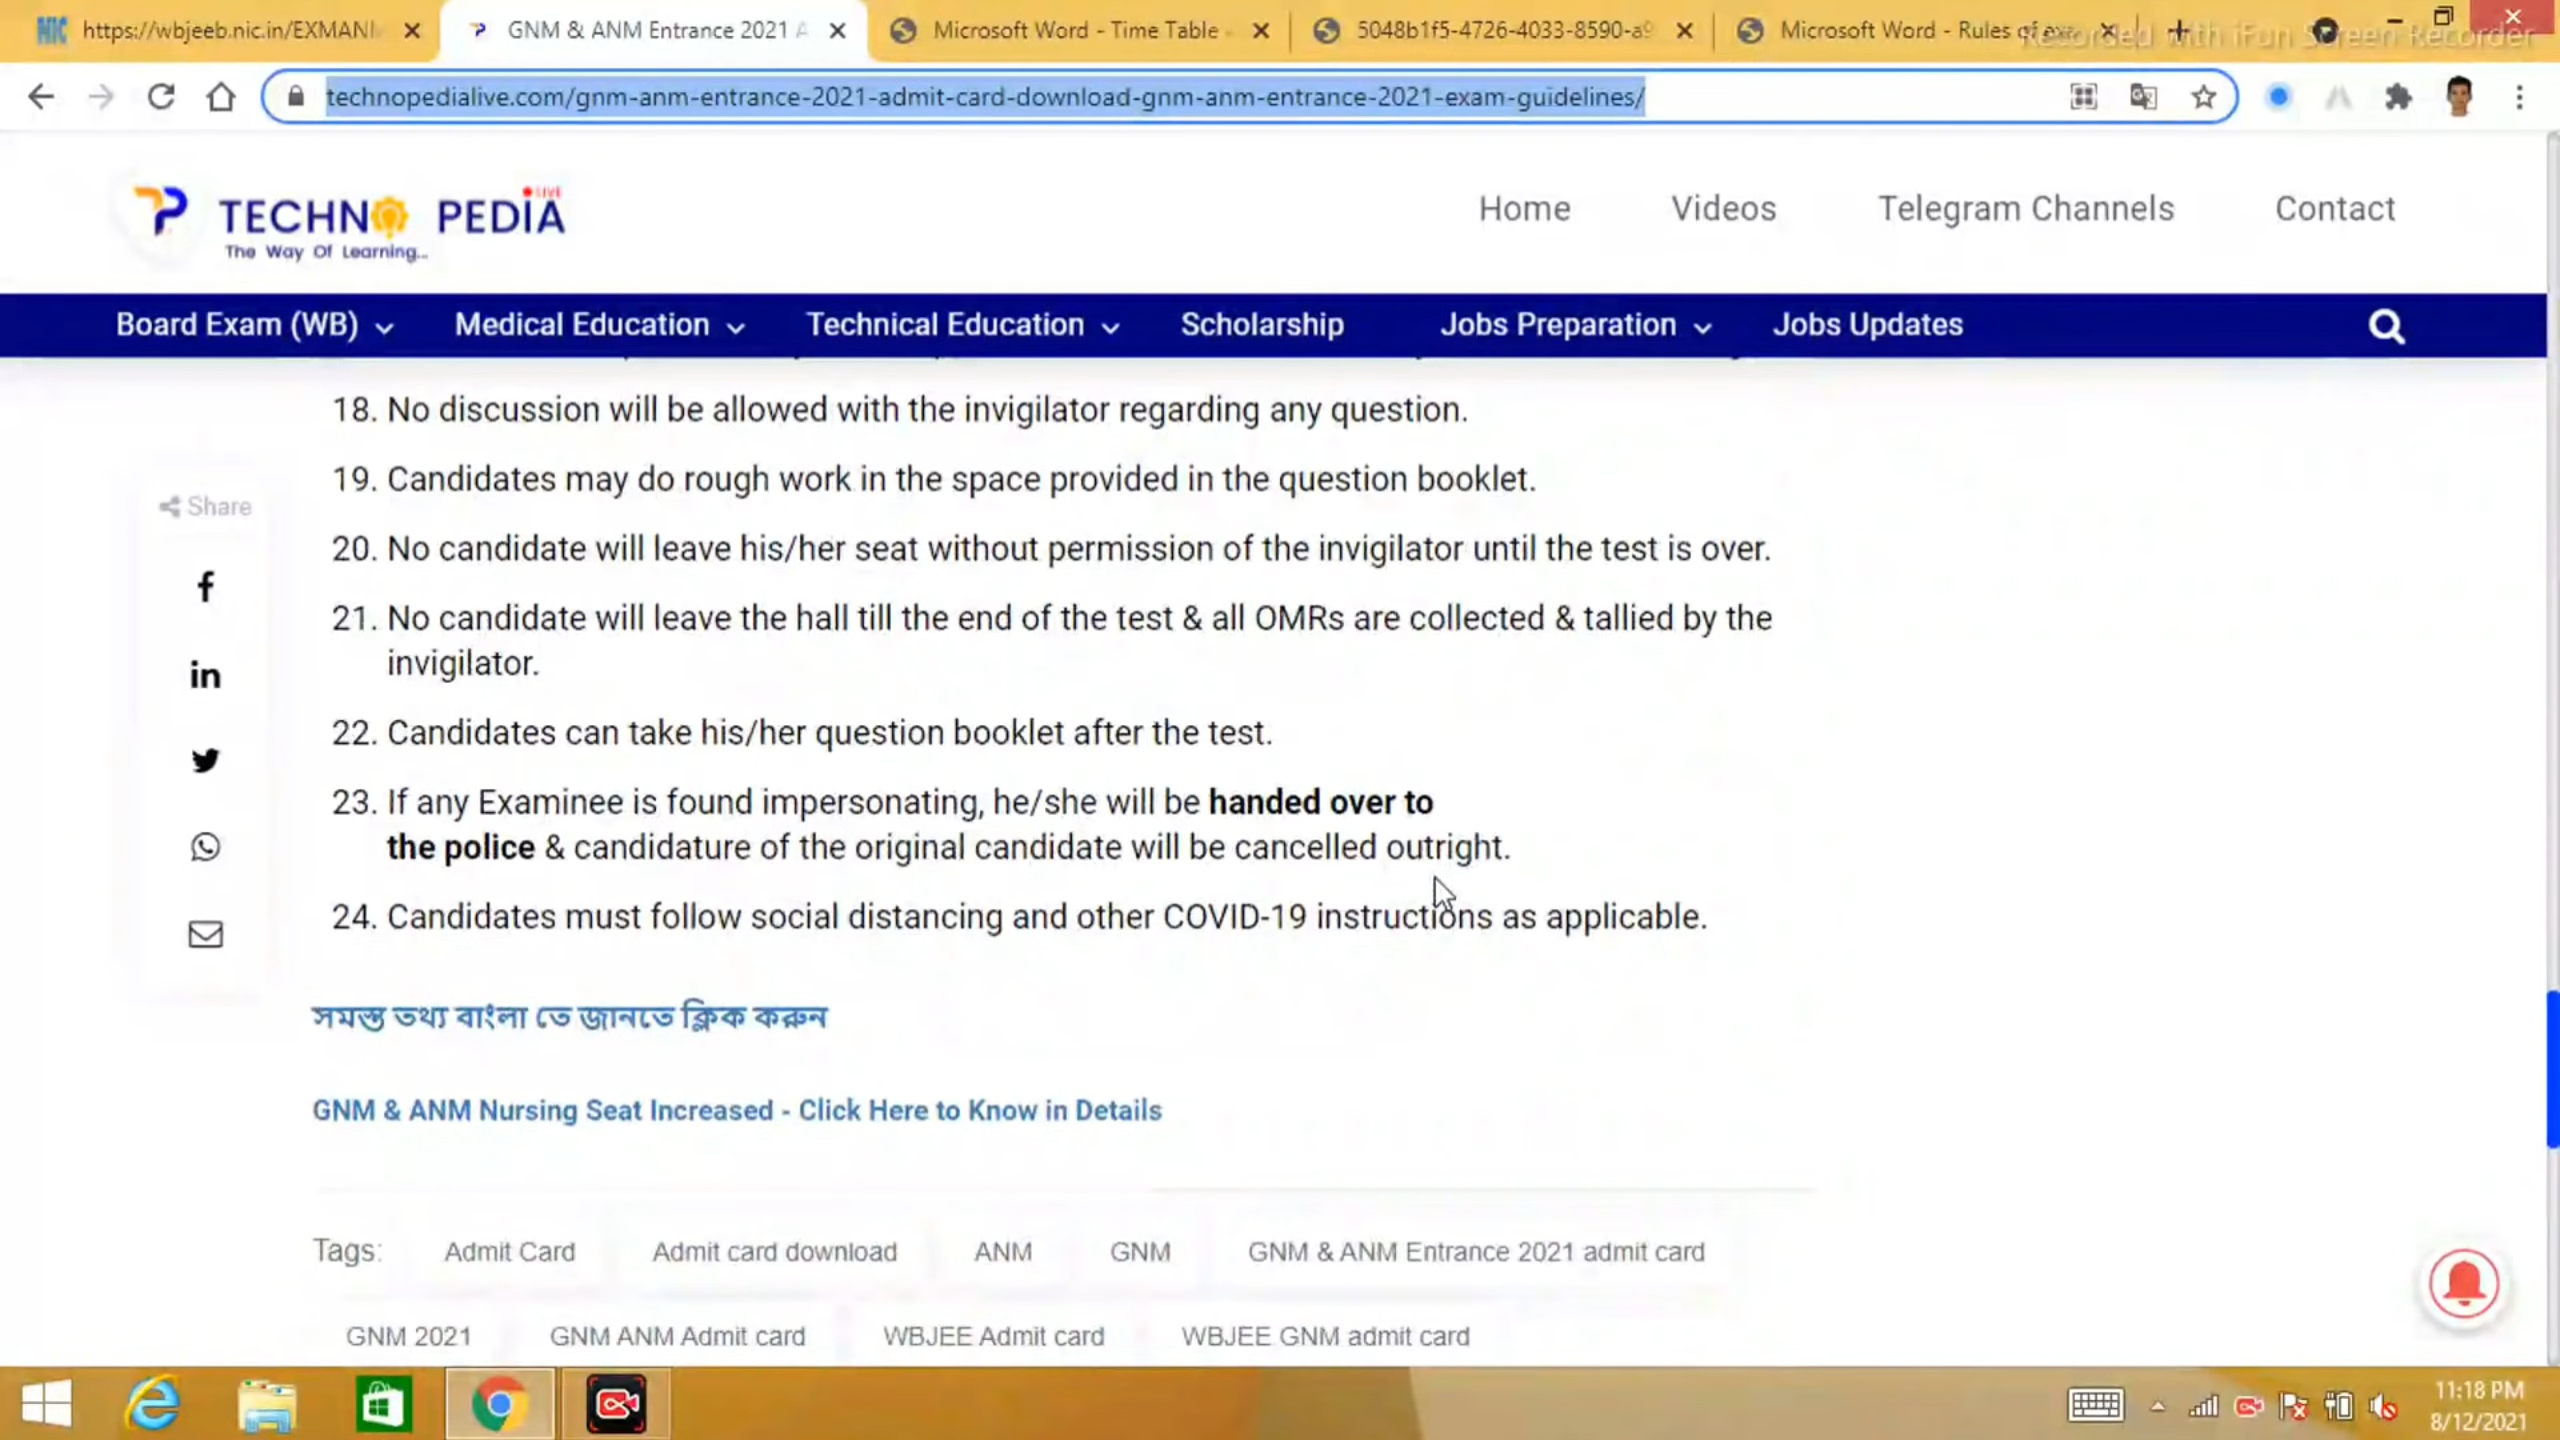 https://wbjeeb.nic.in/EXMANM
GNM & ANM Entrance 2021 A
Microsoft Word - Time Table -
5048b1f5-4726-4033-8590-a9
Microsoft Word - Rules of exa
Recorded with iFun Screen Recorder
technopedialive.com/gnm-anm-entrance-2021-admit-card-download-gnm-anm-entrance-2021-exam-guidelines/
TECHNO PEDIA LIVE
The Way Of Learning...
Home Videos Telegram Channels Contact
Board Exam (WB) Medical Education Technical Education Scholarship Jobs Preparation Jobs Updates
18. No discussion will be allowed with the invigilator regarding any question.
19. Candidates may do rough work in the space provided in the question booklet.
Share
20. No candidate will leave his/her seat without permission of the invigilator until the test is over.
21. No candidate will leave the hall till the end of the test & all OMRs are collected & tallied by the
invigilator.
22. Candidates can take his/her question booklet after the test.
23. If any Examinee is found impersonating, he/she will be handed over to
the police & candidature of the original candidate will be cancelled outright.
24. Candidates must follow social distancing and other COVID-19 instructions as applicable.
সমস্ত তথ্য বাংলা তে জানতে ক্লিক করুন
GNM & ANM Nursing Seat Increased - Click Here to Know in Details
Tags: Admit Card Admit card download ANM GNM GNM & ANM Entrance 2021 admit card
GNM 2021 GNM ANM Admit card WBJEE Admit card WBJEE GNM admit card
11:18 PM
8/12/2021